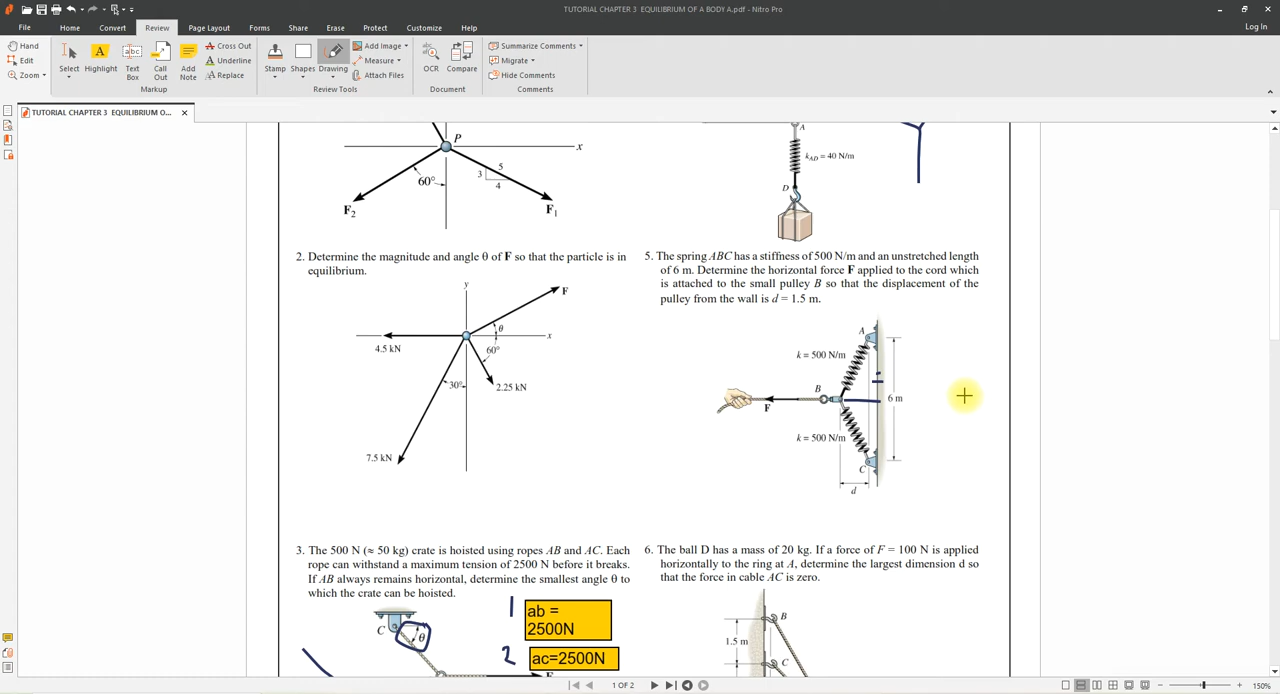 TUTORIAL CHAPTER 3 EQUILIBRIUM OF A BODY A.pdf - Nitro Pro
File Home Convert Review Page Layout Forms Share Erase Protect Customize Help
Log In
Hand
Edit
Zoom
Select
Highlight
Text Box
Call Out
Add Note
Cross Out
Underline
Replace
Markup
Stamp
Shapes
Drawing
Add Image
Measure
Attach Files
Review Tools
OCR
Compare
Document
Summarize Comments
Migrate
Hide Comments
Comments
TUTORIAL CHAPTER 3 EQUILIBRIUM O...
P
x
5
3
4
60°
F2
F1
A
kAD = 40 N/m
D
2. Determine the magnitude and angle θ of F so that the particle is in
equilibrium.
y
F
θ
x
4.5 kN
60°
30°
2.25 kN
7.5 kN
3. The 500 N (≈ 50 kg) crate is hoisted using ropes AB and AC. Each
rope can withstand a maximum tension of 2500 N before it breaks.
If AB always remains horizontal, determine the smallest angle θ to
which the crate can be hoisted.
C
θ
1
ab =
2500N
2
ac=2500N
5. The spring ABC has a stiffness of 500 N/m and an unstretched length
of 6 m. Determine the horizontal force F applied to the cord which
is attached to the small pulley B so that the displacement of the
pulley from the wall is d = 1.5 m.
A
k = 500 N/m
B
6 m
F
k = 500 N/m
C
d
6. The ball D has a mass of 20 kg. If a force of F = 100 N is applied
horizontally to the ring at A, determine the largest dimension d so
that the force in cable AC is zero.
B
1.5 m
C
1 OF 2
150%